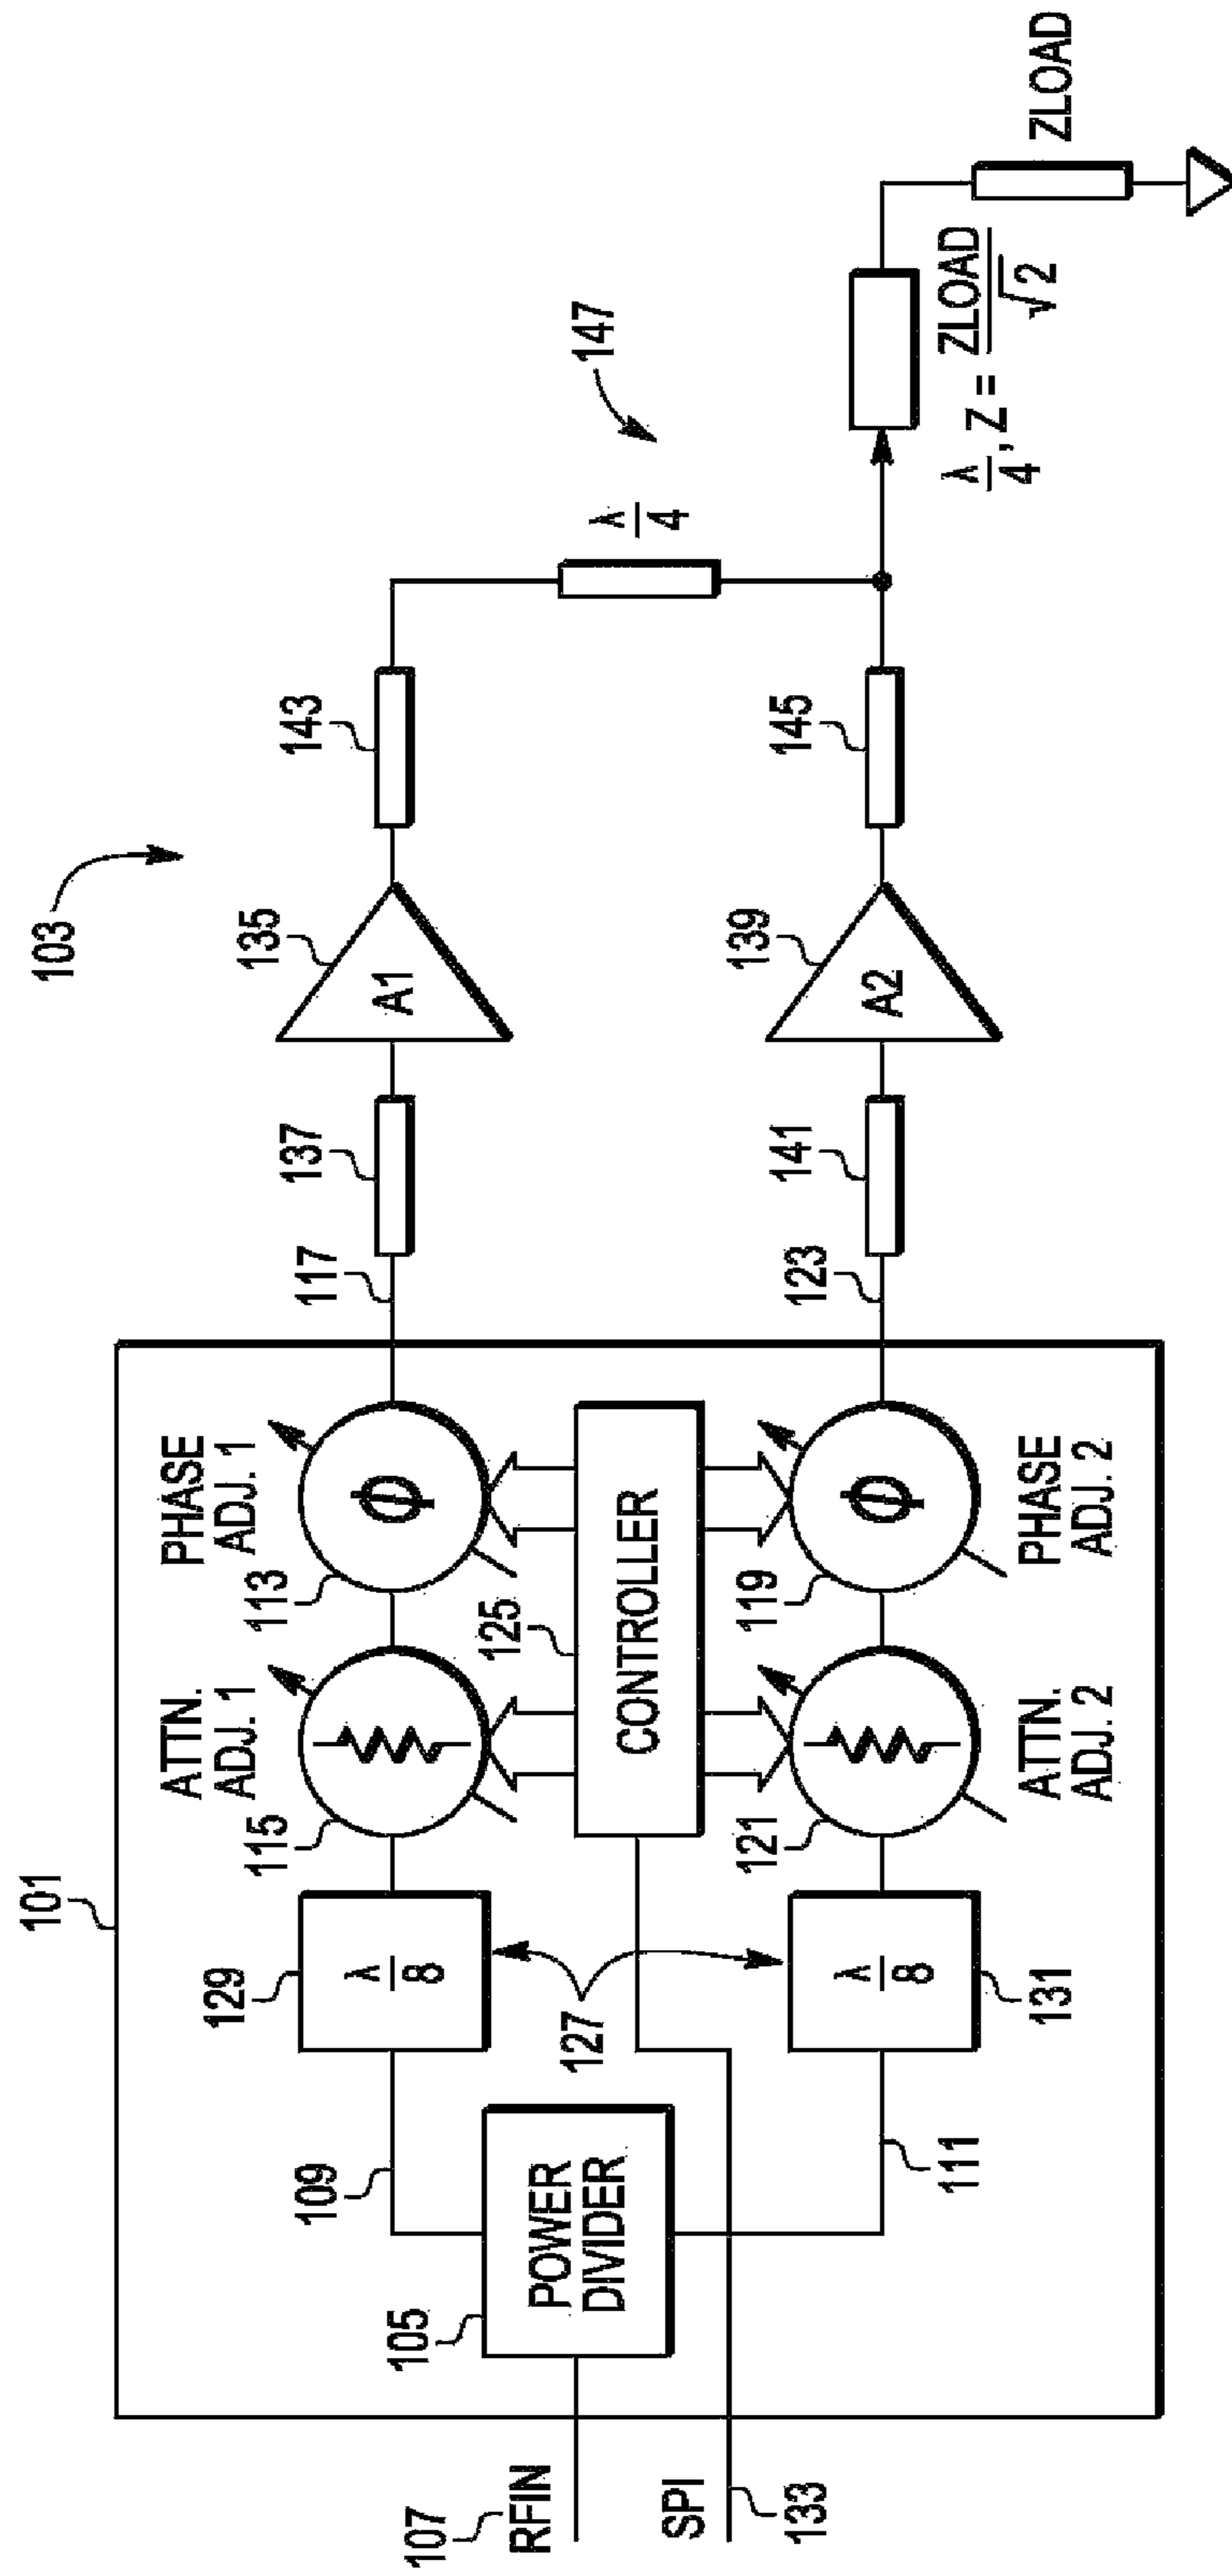 103
101
129
λ/8
115
ATTN.
ADJ. 1
113
PHASE
ADJ. 1
Φ
117
137
135
A1
143
λ/4
147
109
105
POWER
DIVIDER
127
125
CONTROLLER
107
RFIN
SPI
133
111
131
λ/8
121
ATTN.
ADJ. 2
119
PHASE
ADJ. 2
Φ
123
141
139
A2
145
λ/4, Z = ZLOAD/√2
ZLOAD